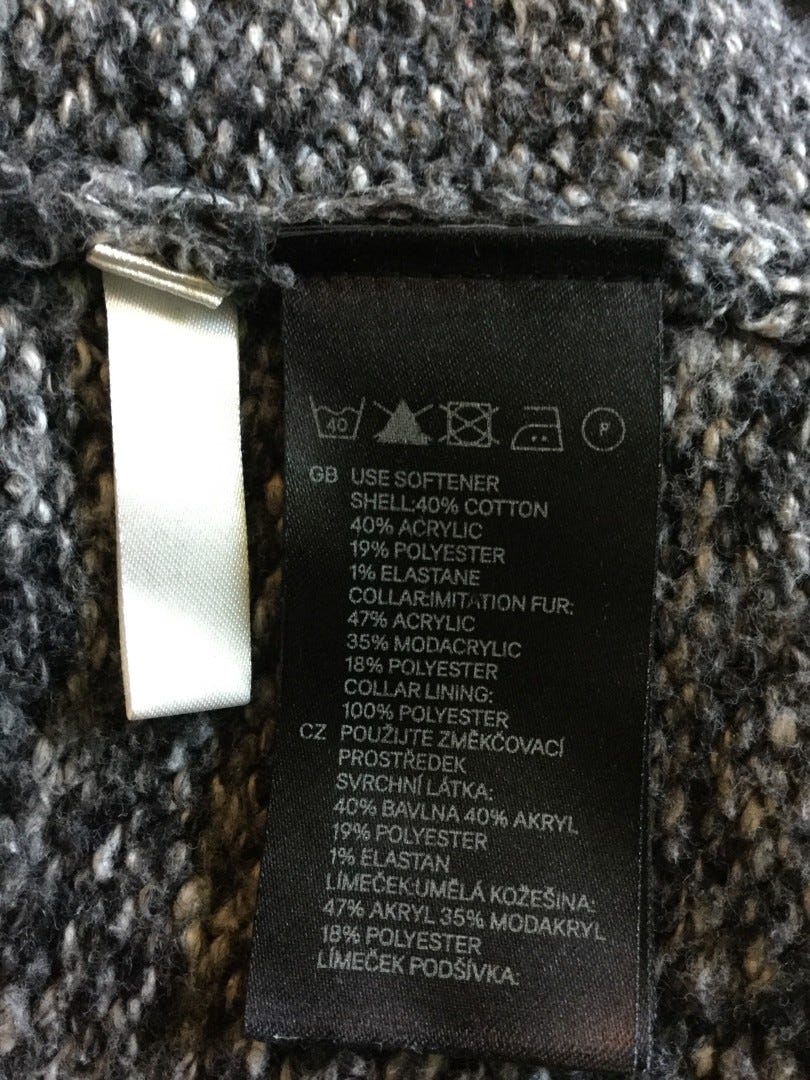 40 P
GB USE SOFTENER
SHELL:40% COTTON
40% ACRYLIC
19% POLYESTER
1% ELASTANE
COLLAR:IMITATION FUR:
47% ACRYLIC
35% MODACRYLIC
18% POLYESTER
COLLAR LINING:
100% POLYESTER
CZ POUŽIJTE ZMĚKČOVACÍ
PROSTŘEDEK
SVRCHNÍ LÁTKA:
40% BAVLNA 40% AKRYL
19% POLYESTER
1% ELASTAN
LÍMEČEK:UMĚLÁ KOŽEŠINA:
47% AKRYL 35% MODAKRYL
18% POLYESTER
LÍMEČEK PODŠÍVKA: